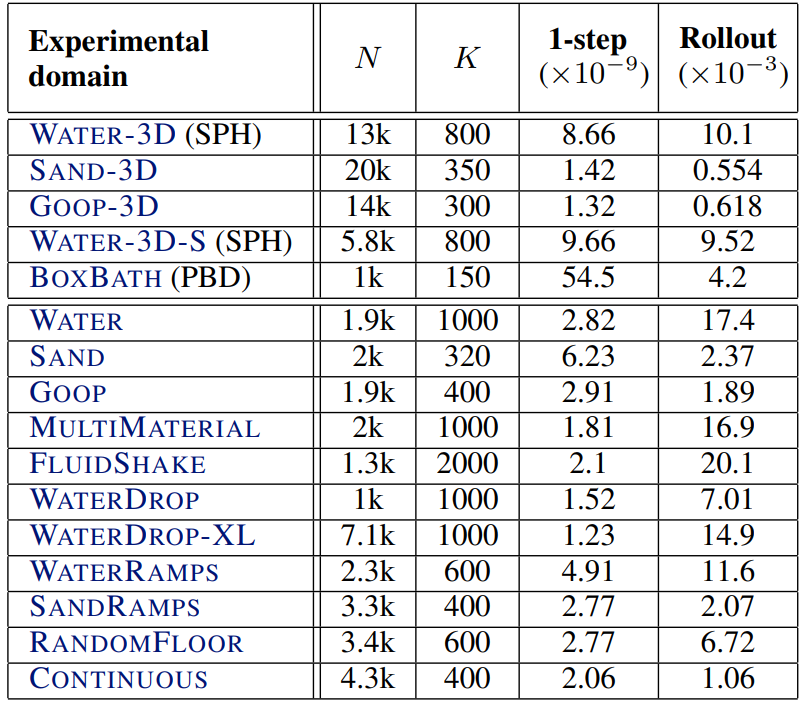 Experimental domain N K 1-step (×10⁻⁹) Rollout (×10⁻³)
WATER-3D (SPH) 13k 800 8.66 10.1
SAND-3D 20k 350 1.42 0.554
GOOP-3D 14k 300 1.32 0.618
WATER-3D-S (SPH) 5.8k 800 9.66 9.52
BOXBATH (PBD) 1k 150 54.5 4.2
WATER 1.9k 1000 2.82 17.4
SAND 2k 320 6.23 2.37
GOOP 1.9k 400 2.91 1.89
MULTIMATERIAL 2k 1000 1.81 16.9
FLUIDSHAKE 1.3k 2000 2.1 20.1
WATERDROP 1k 1000 1.52 7.01
WATERDROP-XL 7.1k 1000 1.23 14.9
WATERRAMPS 2.3k 600 4.91 11.6
SANDRAMPS 3.3k 400 2.77 2.07
RANDOMFLOOR 3.4k 600 2.77 6.72
CONTINUOUS 4.3k 400 2.06 1.06